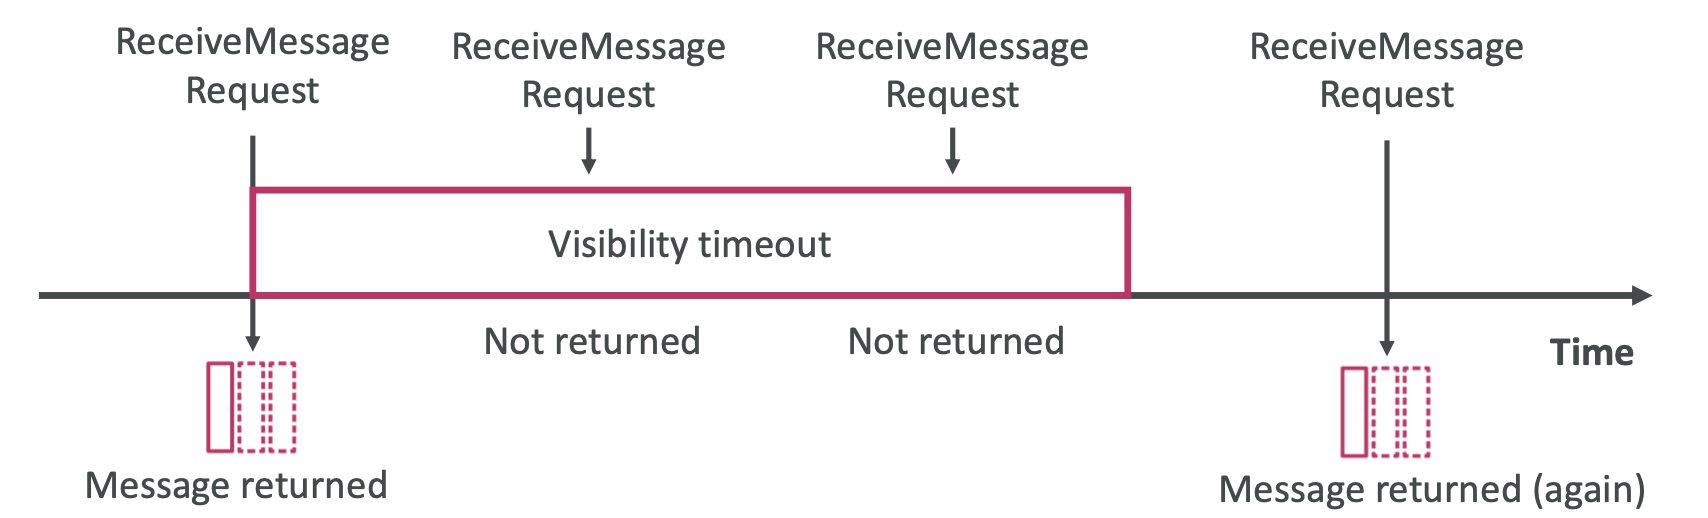 ReceiveMessage
Request
ReceiveMessage
Request
ReceiveMessage
Request
ReceiveMessage
Request
Visibility timeout
Not returned
Not returned
Time
Message returned
Message returned (again)